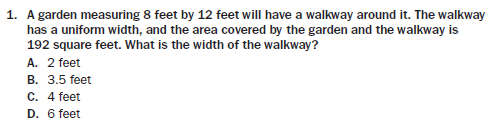 1. A garden measuring 8 feet by 12 feet will have a walkway around it. The walkway
has a uniform width, and the area covered by the garden and the walkway is
192 square feet. What is the width of the walkway?
A. 2 feet
B. 3.5 feet
C. 4 feet
D. 6 feet